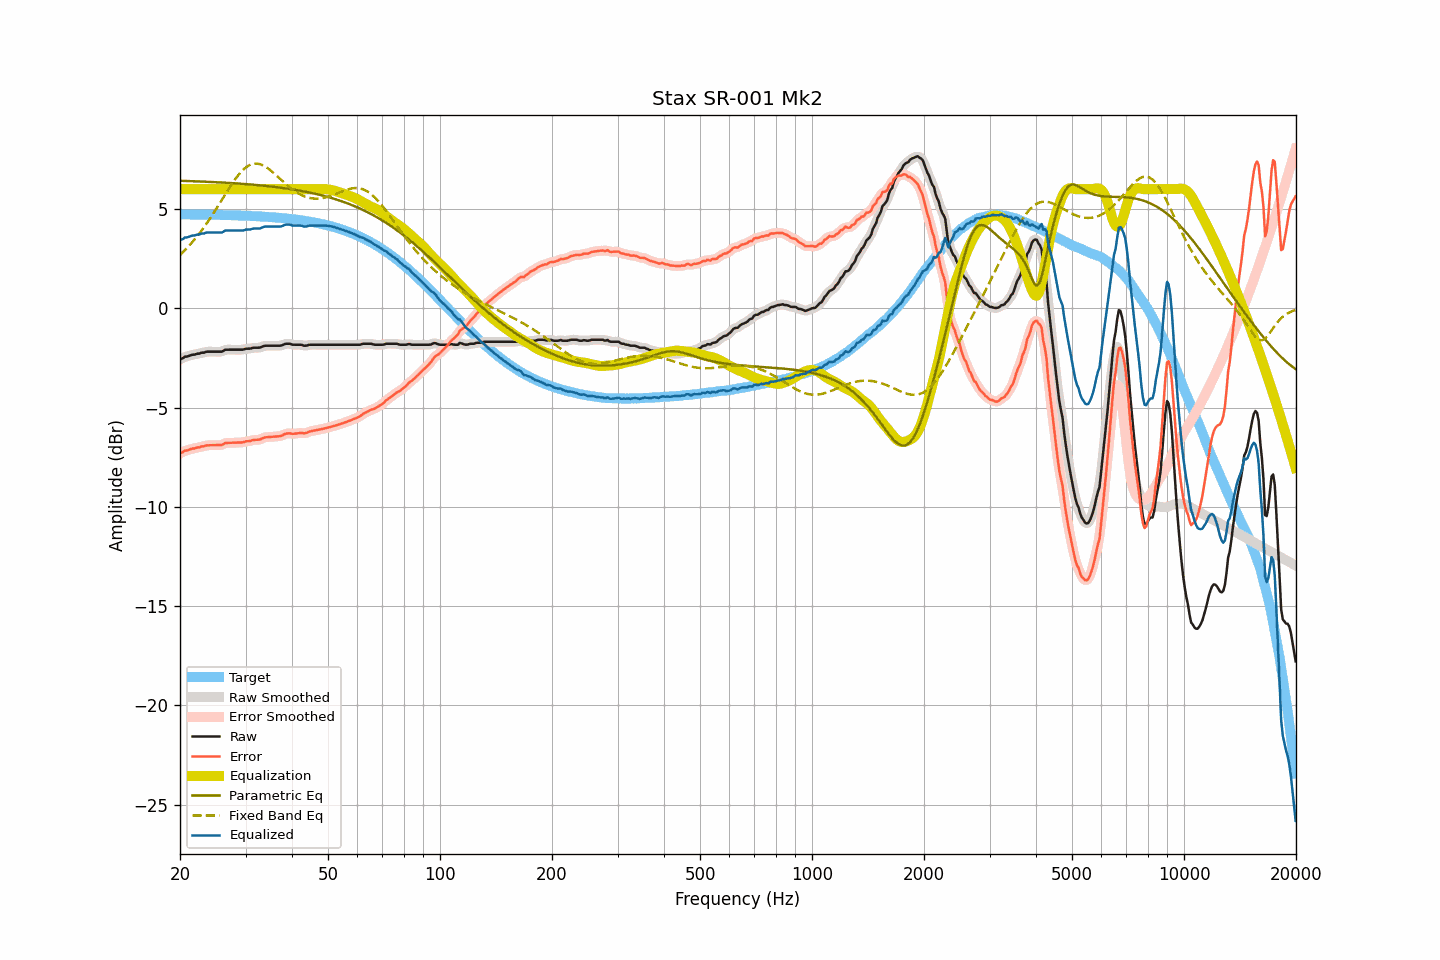 Stax SR-001 Mk2
Amplitude (dBr)
5
0
−5
−10
−15
−20
−25
Target
Raw Smoothed
Error Smoothed
Raw
Error
Equalization
Parametric Eq
Fixed Band Eq
Equalized
20 50 100 200 500 1000 2000 5000 10000 20000
Frequency (Hz)